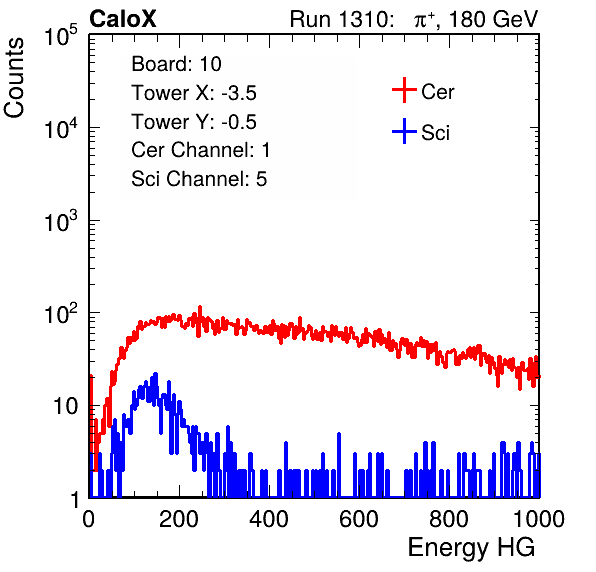 CaloX Run 1310: π⁺, 180 GeV
Counts
10⁵
10⁴
10³
10²
10
1
Board: 10
Tower X: -3.5
Tower Y: -0.5
Cer Channel: 1
Sci Channel: 5
Cer
Sci
0 200 400 600 800 1000
Energy HG